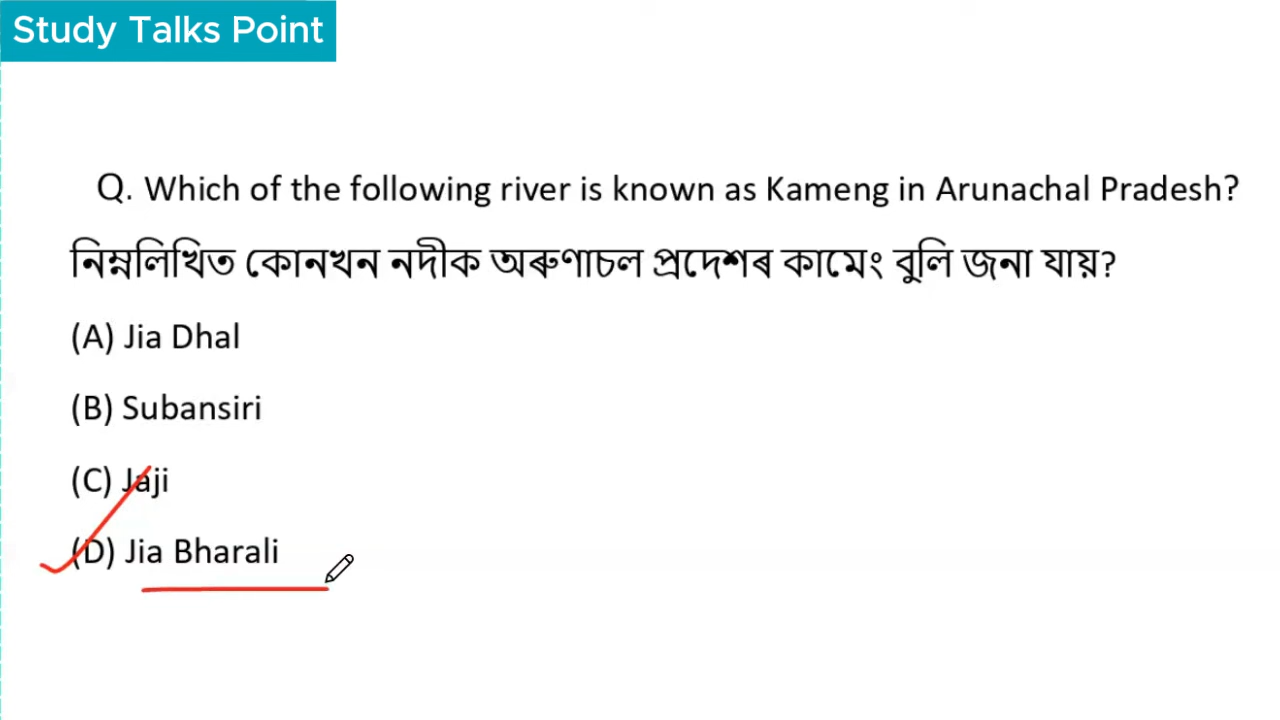 Study Talks Point
Q. Which of the following river is known as Kameng in Arunachal Pradesh?
নিম্নলিখিত কোনখন নদীক অৰুণাচল প্ৰদেশৰ কামেং বুলি জনা যায়?
(A) Jia Dhal
(B) Subansiri
(C) Jaji
(D) Jia Bharali